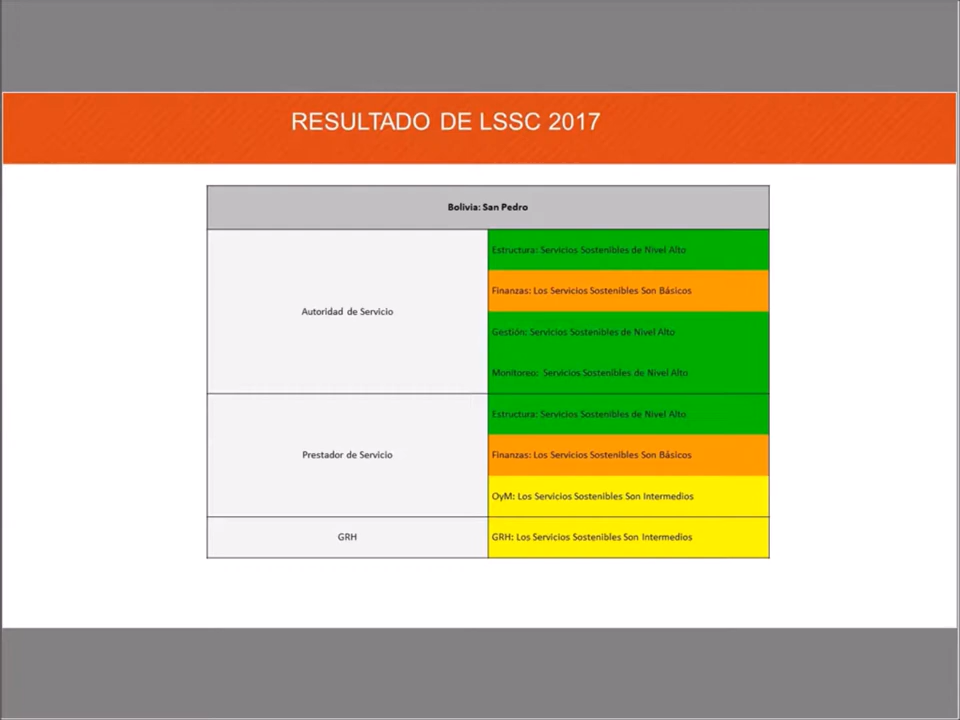 RESULTADO DE LSSC 2017
Bolivia: San Pedro
Autoridad de Servicio
Estructura: Servicios Sostenibles de Nivel Alto
Finanzas: Los Servicios Sostenibles Son Básicos
Gestión: Servicios Sostenibles de Nivel Alto
Monitoreo: Servicios Sostenibles de Nivel Alto
Prestador de Servicio
Estructura: Servicios Sostenibles de Nivel Alto
Finanzas: Los Servicios Sostenibles Son Básicos
OyM: Los Servicios Sostenibles Son Intermedios
GRH
GRH: Los Servicios Sostenibles Son Intermedios